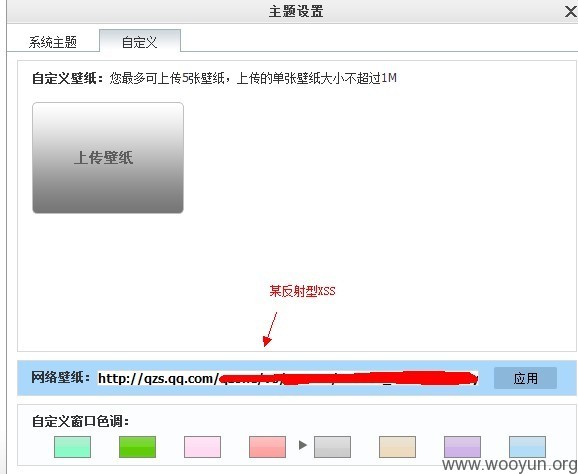 主题设置
系统主题 自定义
自定义壁纸：您最多可上传5张壁纸，上传的单张壁纸大小不超过1M
上传壁纸
某反射型XSS
网络壁纸：http://qzs.qq.com/ 应用
自定义窗口色调：
www.wooyun.org